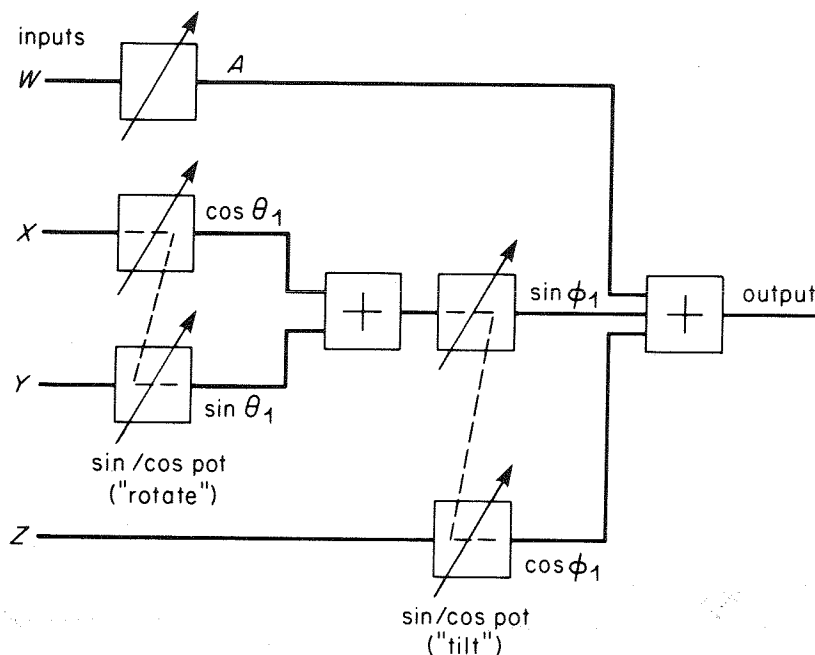 inputs
W
A
X
cos θ1
+
sin ϕ1
+
output
Y
sin θ1
sin/cos pot
("rotate")
Z
cos ϕ1
sin/cos pot
("tilt")